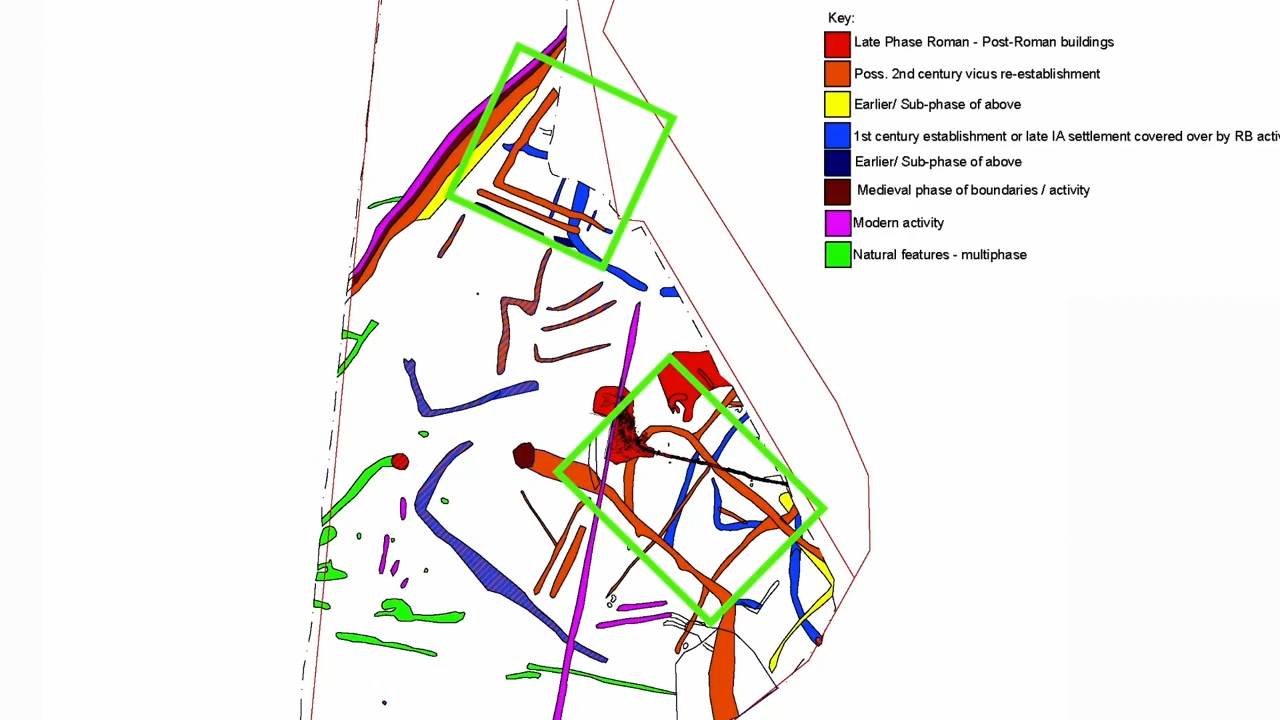 Key:
Late Phase Roman - Post-Roman buildings
Poss. 2nd century vicus re-establishment
Earlier/ Sub-phase of above
1st century establishment or late IA settlement covered over by RB acti
Earlier/ Sub-phase of above
Medieval phase of boundaries / activity
Modern activity
Natural features - multiphase